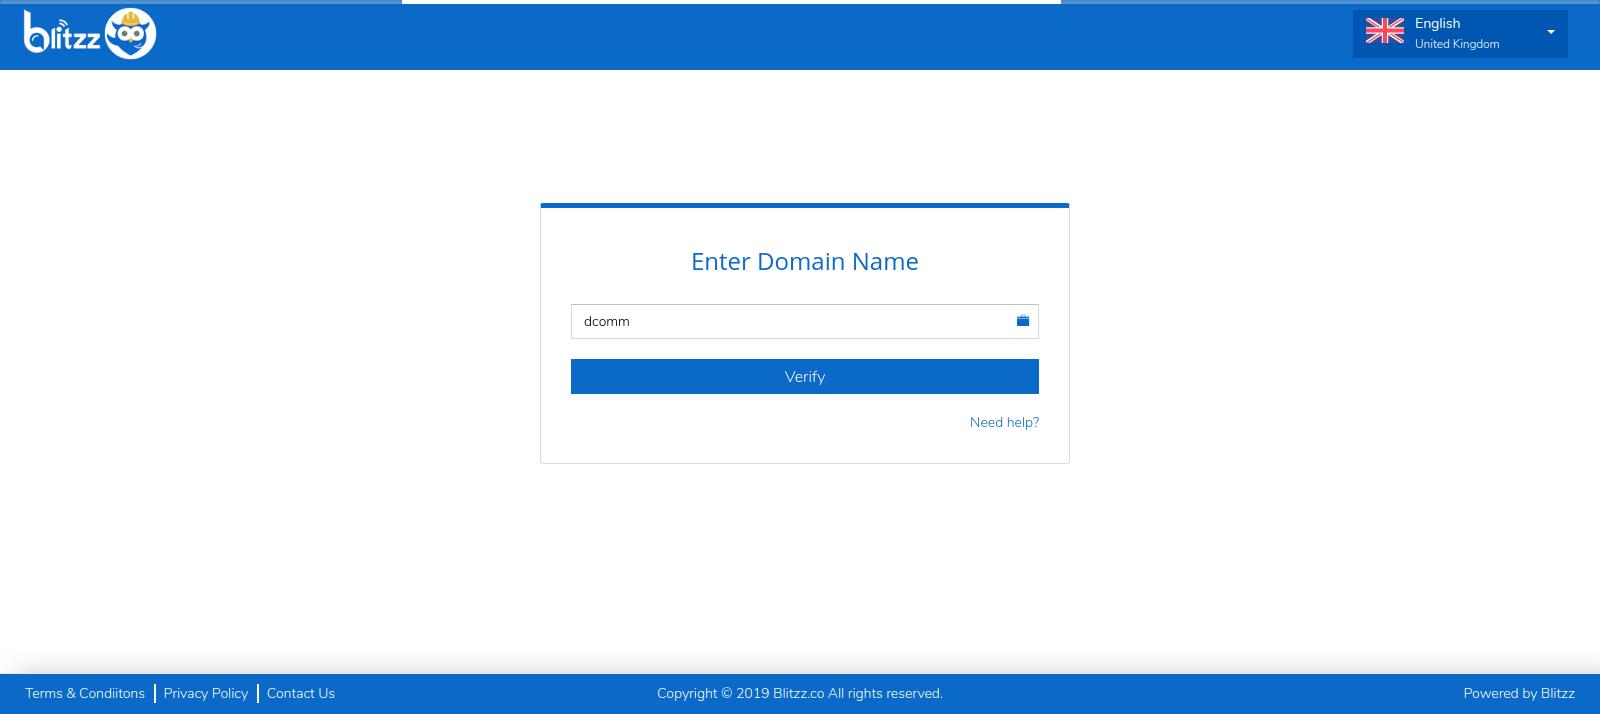 blitzz
English
United Kingdom
Enter Domain Name
dcomm
Verify
Need help?
Terms & Condiitons
Privacy Policy
Contact Us
Copyright © 2019 Blitzz.co All rights reserved.
Powered by Blitzz